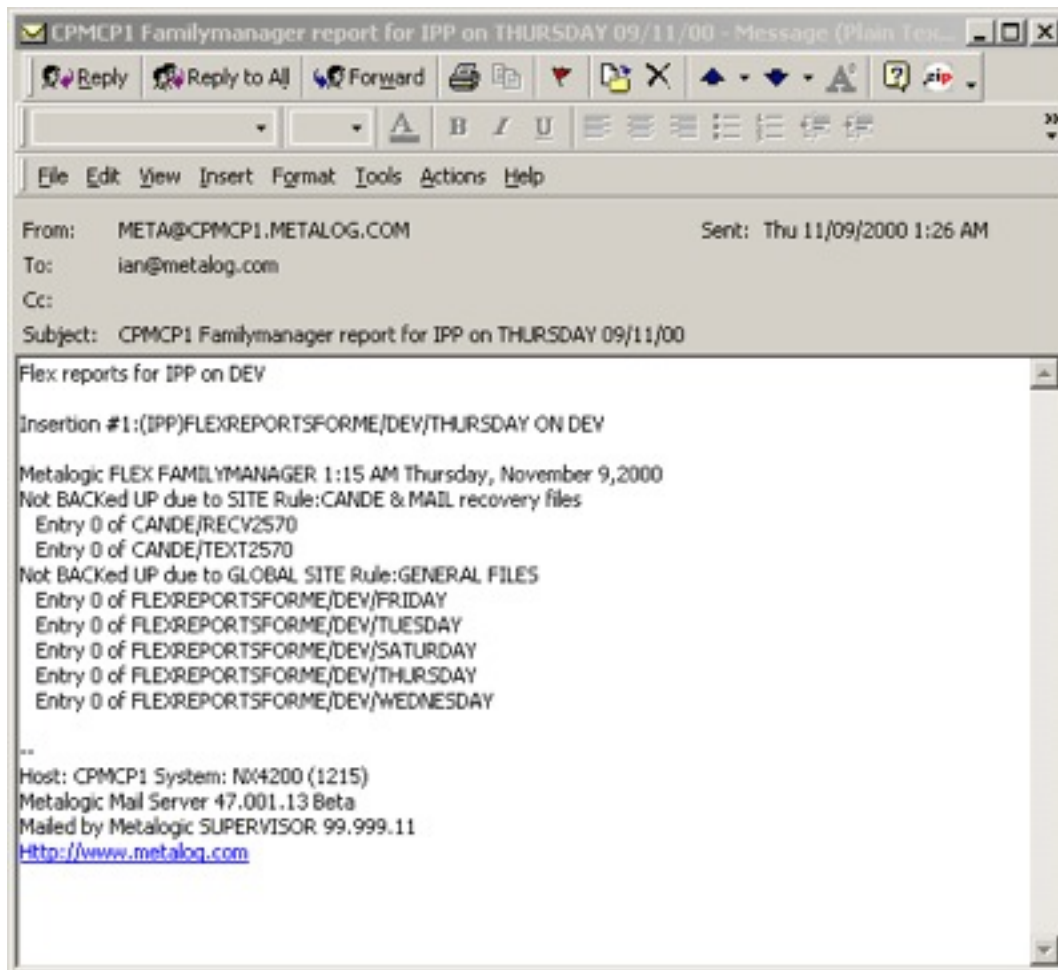 CPMCP1 Familymanager report for IPP on THURSDAY 09/11/00 - Message (Plain Tex...
Reply Reply to All Forward zip
A B I U
File Edit View Insert Format Tools Actions Help
From: META@CPMCP1.METALOG.COM Sent: Thu 11/09/2000 1:26 AM
To: ian@metalog.com
Cc:
Subject: CPMCP1 Familymanager report for IPP on THURSDAY 09/11/00
Flex reports for IPP on DEV
Insertion #1:(IPP)FLEXREPORTSFORME/DEV/THURSDAY ON DEV
Metalogic FLEX FAMILYMANAGER 1:15 AM Thursday, November 9,2000
Not BACKed UP due to SITE Rule:CANDE & MAIL recovery files
Entry 0 of CANDE/RECV2570
Entry 0 of CANDE/TEXT2570
Not BACKed UP due to GLOBAL SITE Rule:GENERAL FILES
Entry 0 of FLEXREPORTSFORME/DEV/FRIDAY
Entry 0 of FLEXREPORTSFORME/DEV/TUESDAY
Entry 0 of FLEXREPORTSFORME/DEV/SATURDAY
Entry 0 of FLEXREPORTSFORME/DEV/THURSDAY
Entry 0 of FLEXREPORTSFORME/DEV/WEDNESDAY
--
Host: CPMCP1 System: NX4200 (1215)
Metalogic Mail Server 47.001.13 Beta
Mailed by Metalogic SUPERVISOR 99.999.11
Http://www.metalog.com